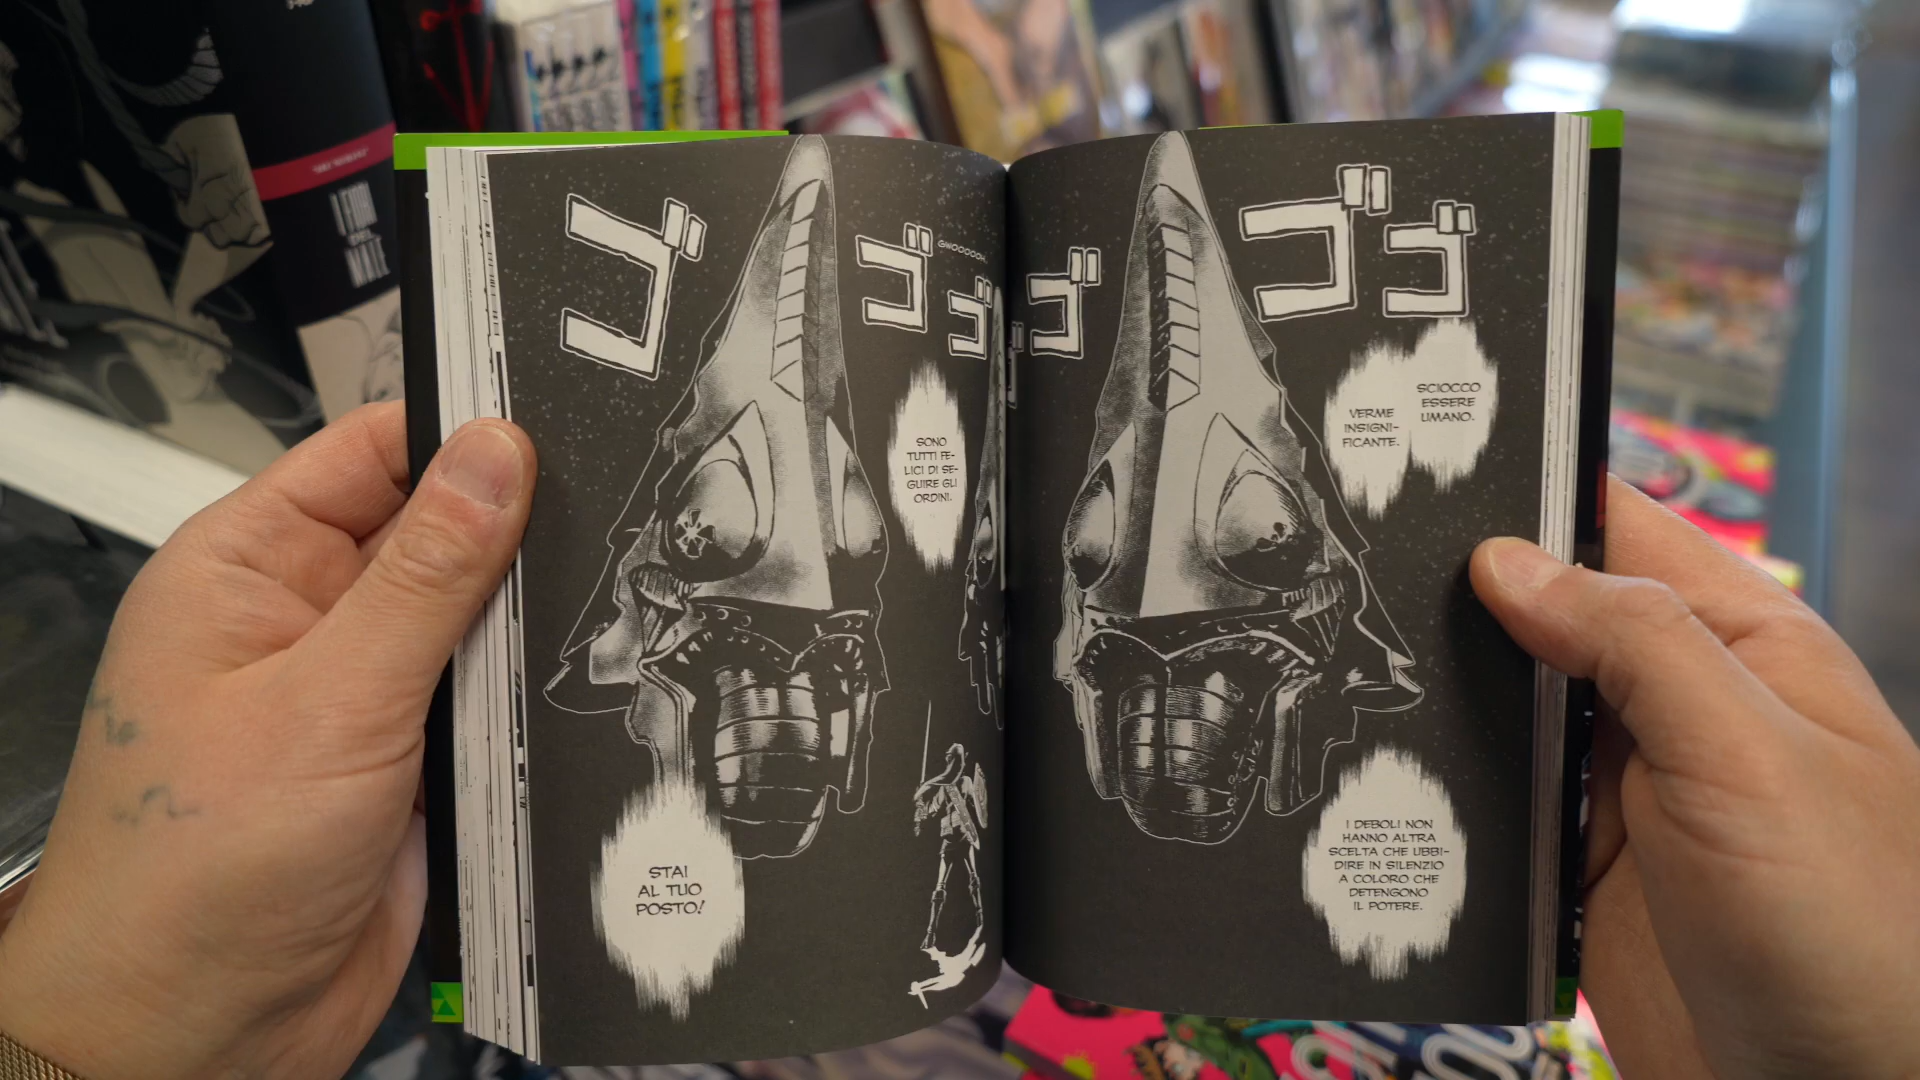 ゴ
ゴ
GWOOOOOH...
ゴ
ゴ
ゴ
ゴ
SCIOCCO
ESSERE
UMANO.
VERME
INSIGNI-
FICANTE.
SONO
TUTTI FE-
LICI DI SE-
GUIRE GLI
ORDINI.
STAI
AL TUO
POSTO!
I DEBOLI NON
HANNO ALTRA
SCELTA CHE UBBI-
DIRE IN SILENZIO
A COLORO CHE
DETENGONO
IL POTERE.